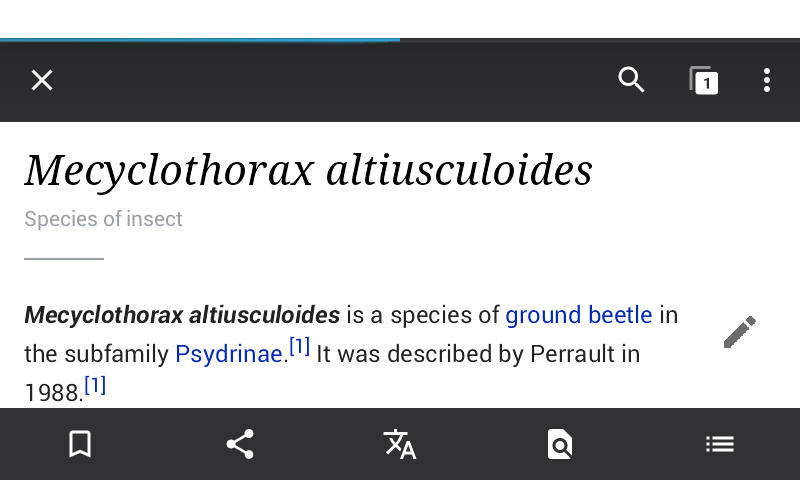 1
Mecyclothorax altiusculoides
Species of insect
Mecyclothorax altiusculoides is a species of ground beetle in
the subfamily Psydrinae.[1] It was described by Perrault in
1988.[1]